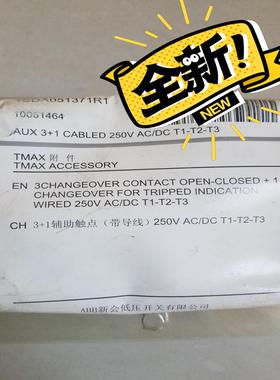 全新!
NEW
1SDA051371R1
10051464
AUX 3+1 CABLED 250V AC/DC T1-T2-T3
TMAX 附 件
TMAX ACCESSORY
EN 3CHANGEOVER CONTACT OPEN-CLOSED + 1
CHANGEOVER FOR TRIPPED INDICATION
WIRED 250V AC/DC T1-T2-T3
CH 3+1辅助触点（带导线）250V AC/DC T1-T2-T3
ABB新会低压开关有限公司